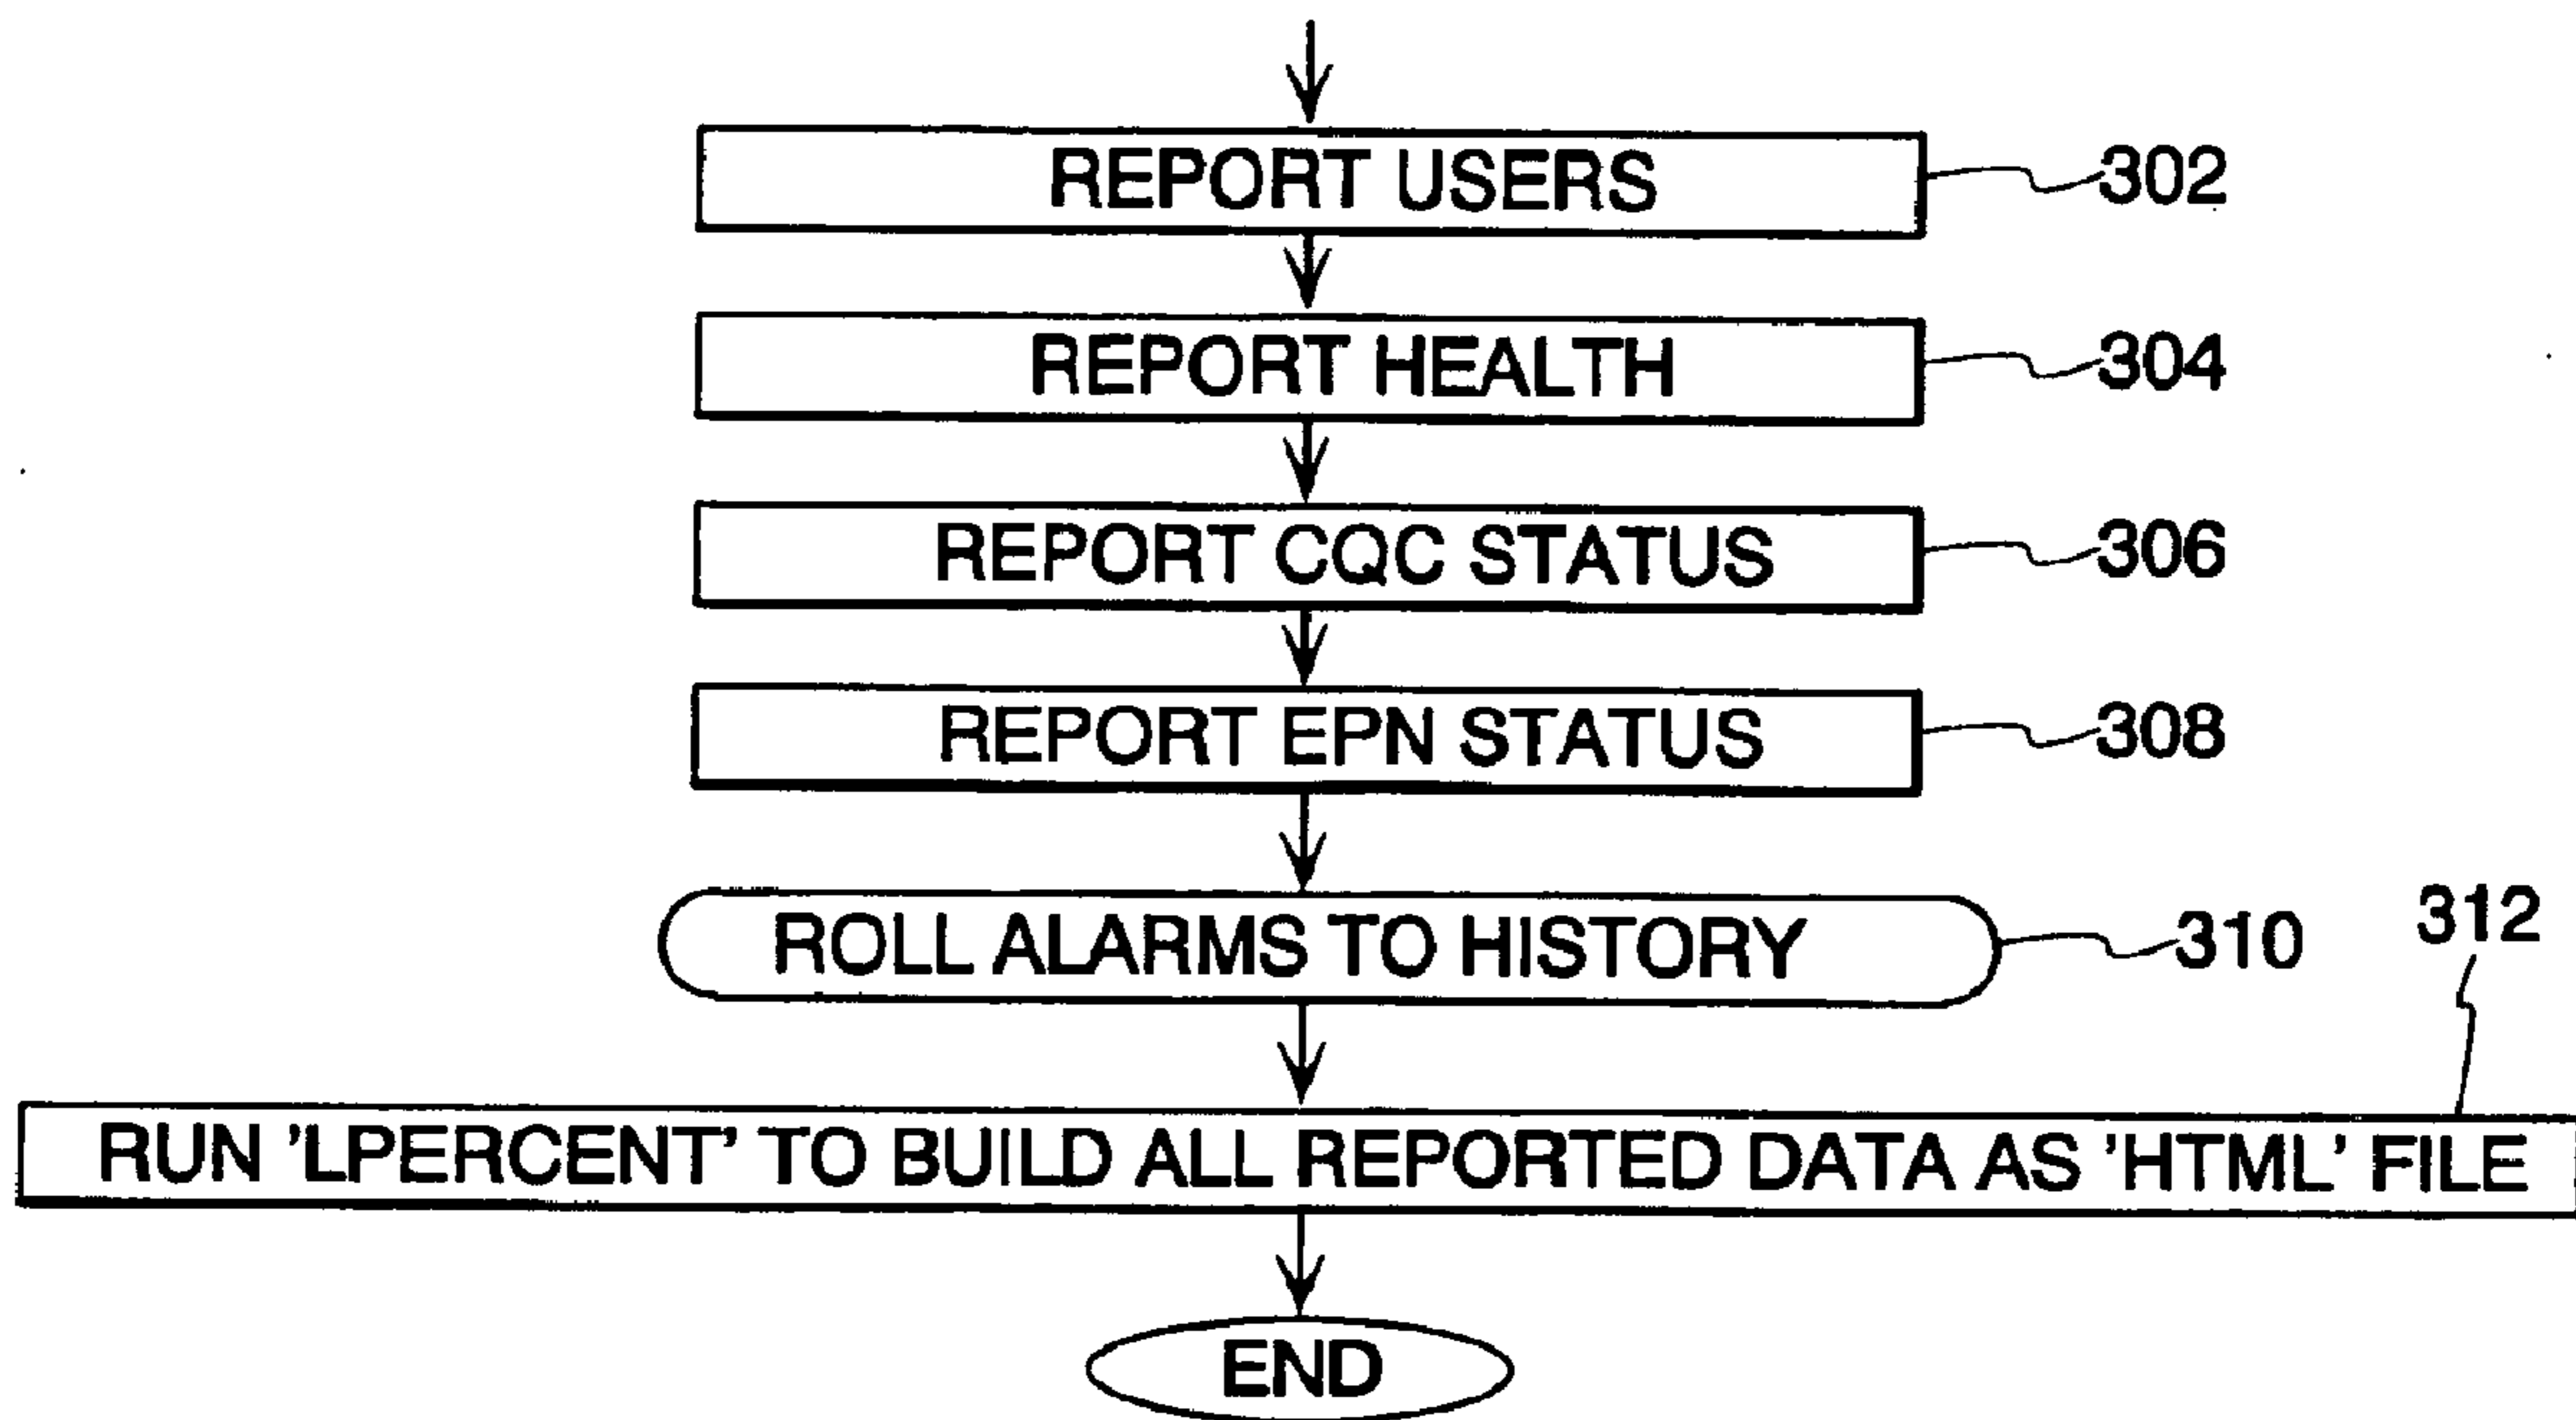 REPORT USERS 302
REPORT HEALTH 304
REPORT CQC STATUS 306
REPORT EPN STATUS 308
ROLL ALARMS TO HISTORY 310
312
RUN 'LPERCENT' TO BUILD ALL REPORTED DATA AS 'HTML' FILE
END